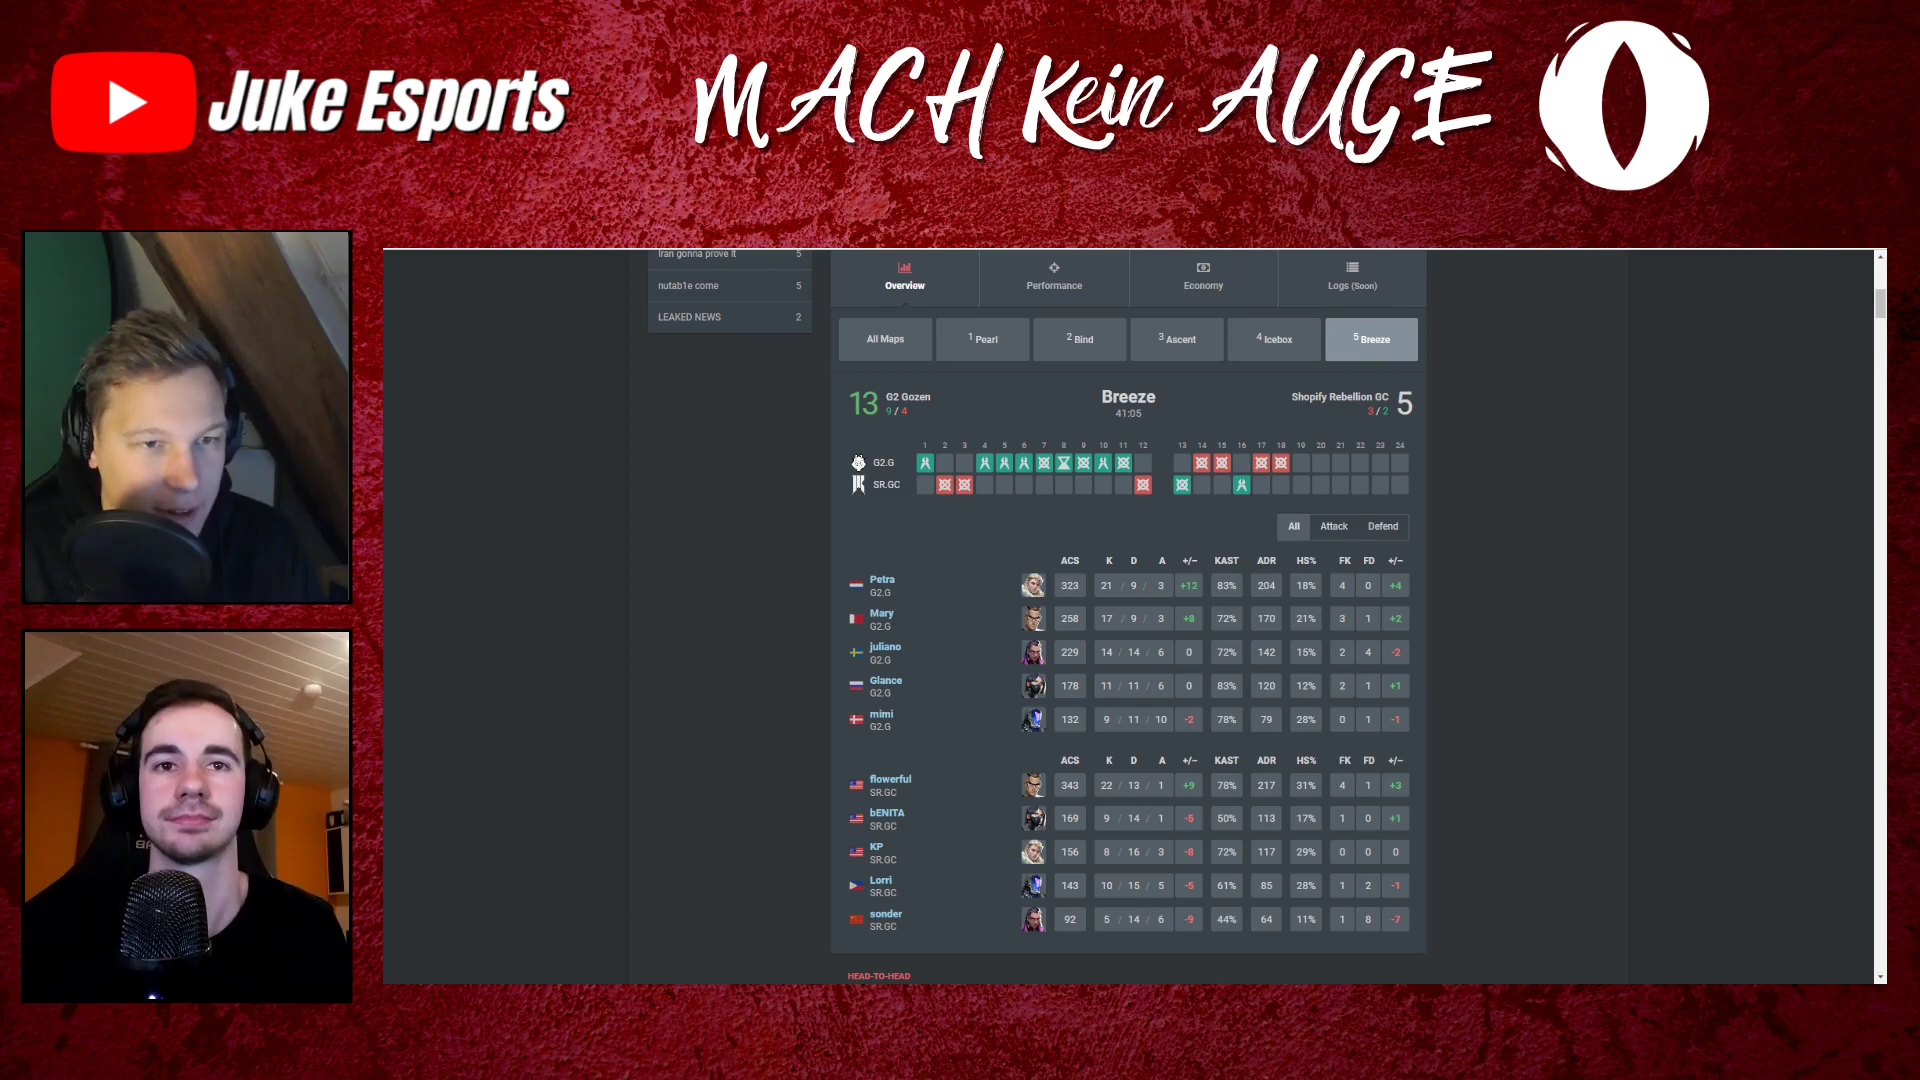 Juke Esports
MACH Kein AUGE
Iran gonna prove it 5
nutab1e come 5
LEAKED NEWS 2
Overview Performance Economy Logs (Soon)
All Maps 1 Pearl 2 Bind 3 Ascent 4 Icebox 5 Breeze
13 G2 Gozen 9 / 4 Breeze 41:05 Shopify Rebellion GC 3 / 2 5
1 2 3 4 5 6 7 8 9 10 11 12 13 14 15 16 17 18 19 20 21 22 23 24
G2.G
SR.GC
All Attack Defend
ACS K D A +/– KAST ADR HS% FK FD +/–
Petra G2.G 323 21 / 9 / 3 +12 83% 204 18% 4 0 +4
Mary G2.G 258 17 / 9 / 3 +8 72% 170 21% 3 1 +2
juliano G2.G 229 14 / 14 / 6 0 72% 142 15% 2 4 -2
Glance G2.G 178 11 / 11 / 6 0 83% 120 12% 2 1 +1
mimi G2.G 132 9 / 11 / 10 -2 78% 79 28% 0 1 -1
ACS K D A +/– KAST ADR HS% FK FD +/–
flowerful SR.GC 343 22 / 13 / 1 +9 78% 217 31% 4 1 +3
bENITA SR.GC 169 9 / 14 / 1 -5 50% 113 17% 1 0 +1
KP SR.GC 156 8 / 16 / 3 -8 72% 117 29% 0 0 0
Lorri SR.GC 143 10 / 15 / 5 -5 61% 85 28% 1 2 -1
sonder SR.GC 92 5 / 14 / 6 -9 44% 64 11% 1 8 -7
HEAD-TO-HEAD